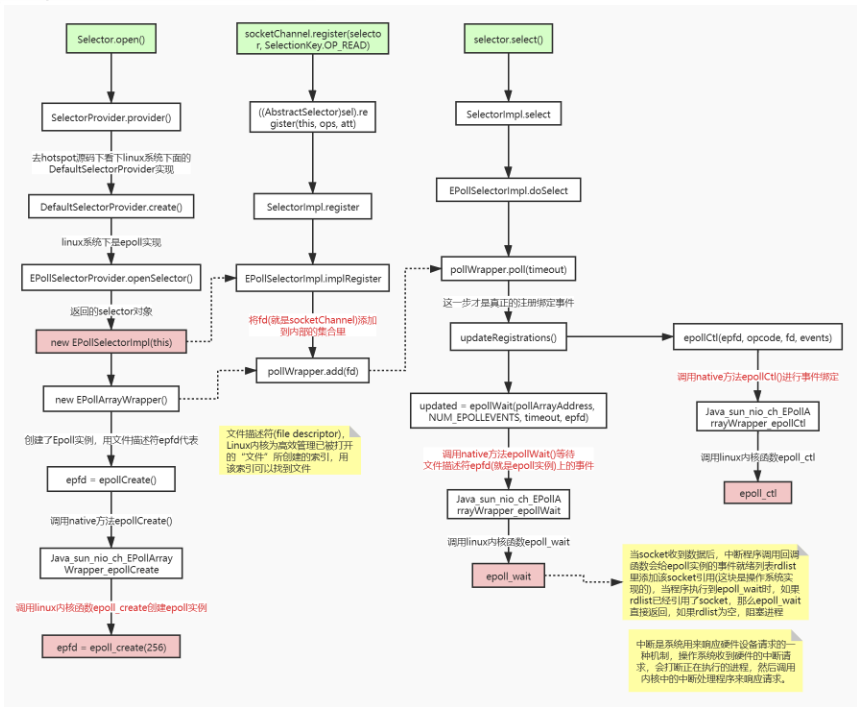 Selector.open()
SelectorProvider.provider()
去hotspot源码下看下linux系统下面的
DefaultSelectorProvider实现
DefaultSelectorProvider.create()
linux系统下是epoll实现
EPollSelectorProvider.openSelector()
返回的selector对象
new EPollSelectorImpl(this)
new EPollArrayWrapper()
创建了Epoll实例，用文件描述符epfd代表
epfd = epollCreate()
调用native方法epollCreate()
Java_sun_nio_ch_EPollArray
Wrapper_epollCreate
调用linux内核函数epoll_create创建epoll实例
epfd = epoll_create(256)
socketChannel.register(selecto
r, SelectionKey.OP_READ)
((AbstractSelector)sel).re
gister(this, ops, att)
SelectorImpl.register
EPollSelectorImpl.implRegister
将fd(就是socketChannel)添加
到内部的集合里
pollWrapper.add(fd)
文件描述符(file descriptor)，
Linux内核为高效管理已被打开
的“文件”所创建的索引，用
该索引可以找到文件
selector.select()
SelectorImpl.select
EPollSelectorImpl.doSelect
pollWrapper.poll(timeout)
这一步才是真正的注册绑定事件
updateRegistrations()
updated = epollWait(pollArrayAddress,
NUM_EPOLLEVENTS, timeout, epfd)
调用native方法epollWait()等待
文件描述符epfd(就是epoll实例)上的事件
Java_sun_nio_ch_EPollA
rrayWrapper_epollWait
调用linux内核函数epoll_wait
epoll_wait
epollCtl(epfd, opcode, fd, events)
调用native方法epollCtl()进行事件绑定
Java_sun_nio_ch_EPollA
rrayWrapper_epollCtl
调用linux内核函数epoll_ctl
epoll_ctl
当socket收到数据后，中断程序调用回调
函数会给epoll实例的事件就绪列表rdlist
里添加该socket引用(这块是操作系统实
现的)，当程序执行到epoll_wait时，如果
rdlist已经引用了socket，那么epoll_wait
直接返回，如果rdlist为空，阻塞进程
中断是系统用来响应硬件设备请求的一
种机制，操作系统收到硬件的中断请
求，会打断正在执行的进程，然后调用
内核中的中断处理程序来响应请求。